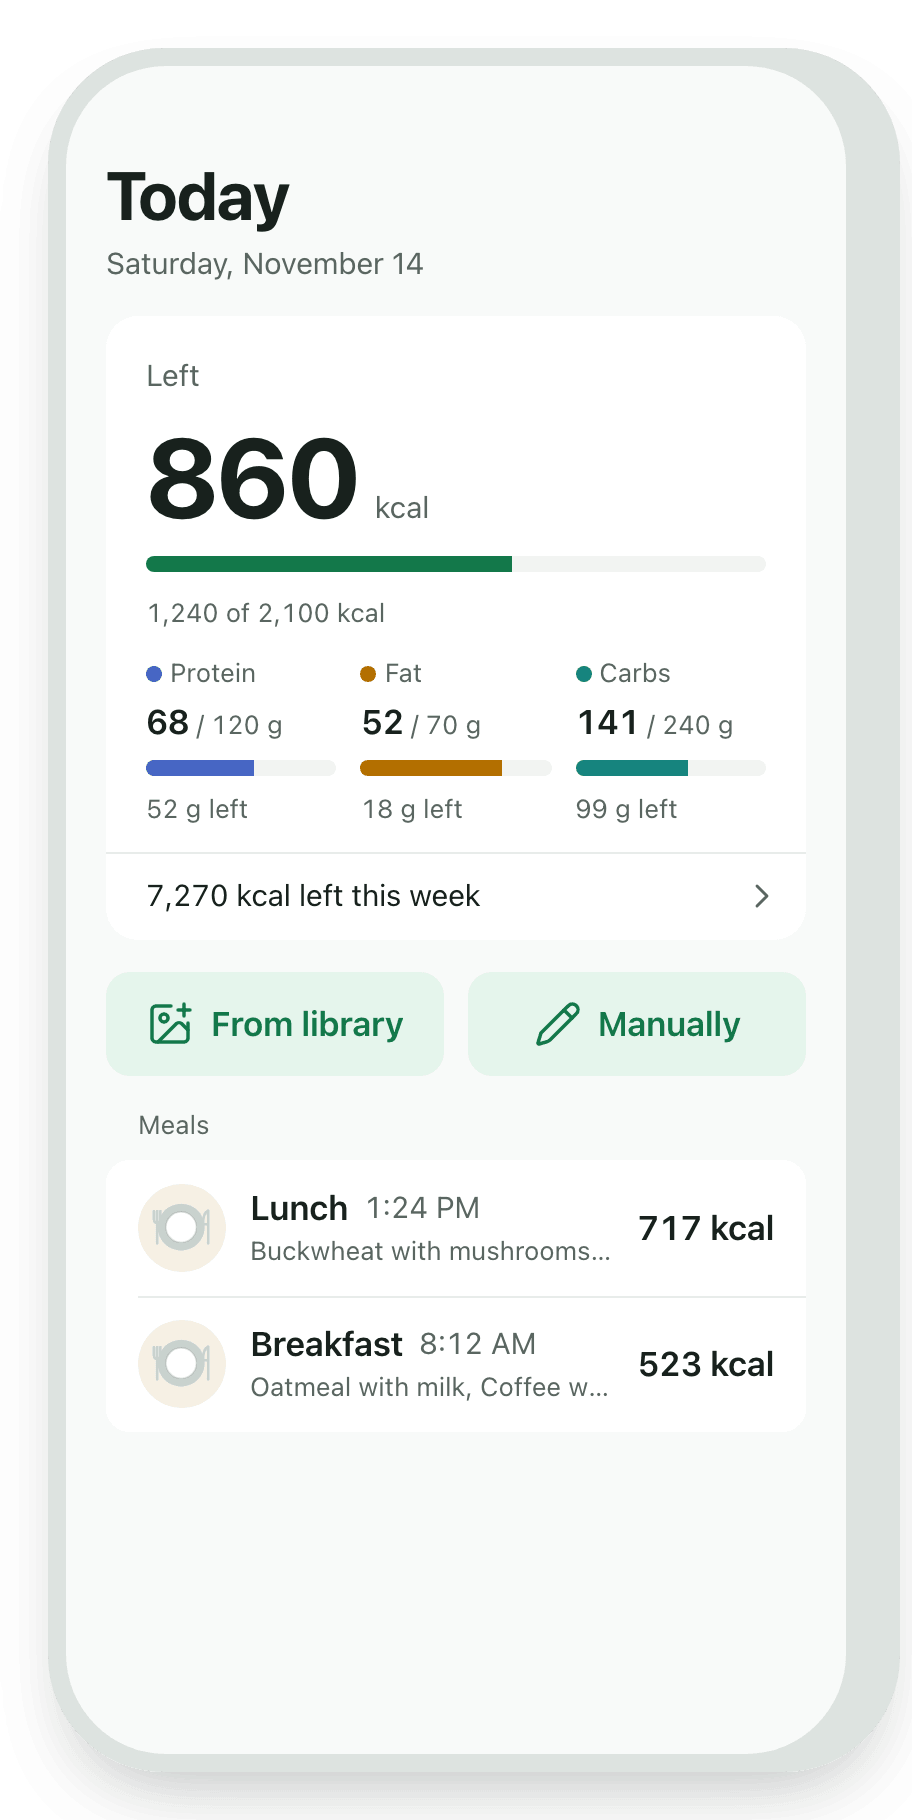 Today
Saturday, November 14
Left
860 kcal
1,240 of 2,100 kcal
Protein Fat Carbs
68 / 120 g 52 / 70 g 141 / 240 g
52 g left 18 g left 99 g left
7,270 kcal left this week
From library Manually
Meals
Lunch 1:24 PM
717 kcal
Buckwheat with mushrooms...
Breakfast 8:12 AM
523 kcal
Oatmeal with milk, Coffee w...